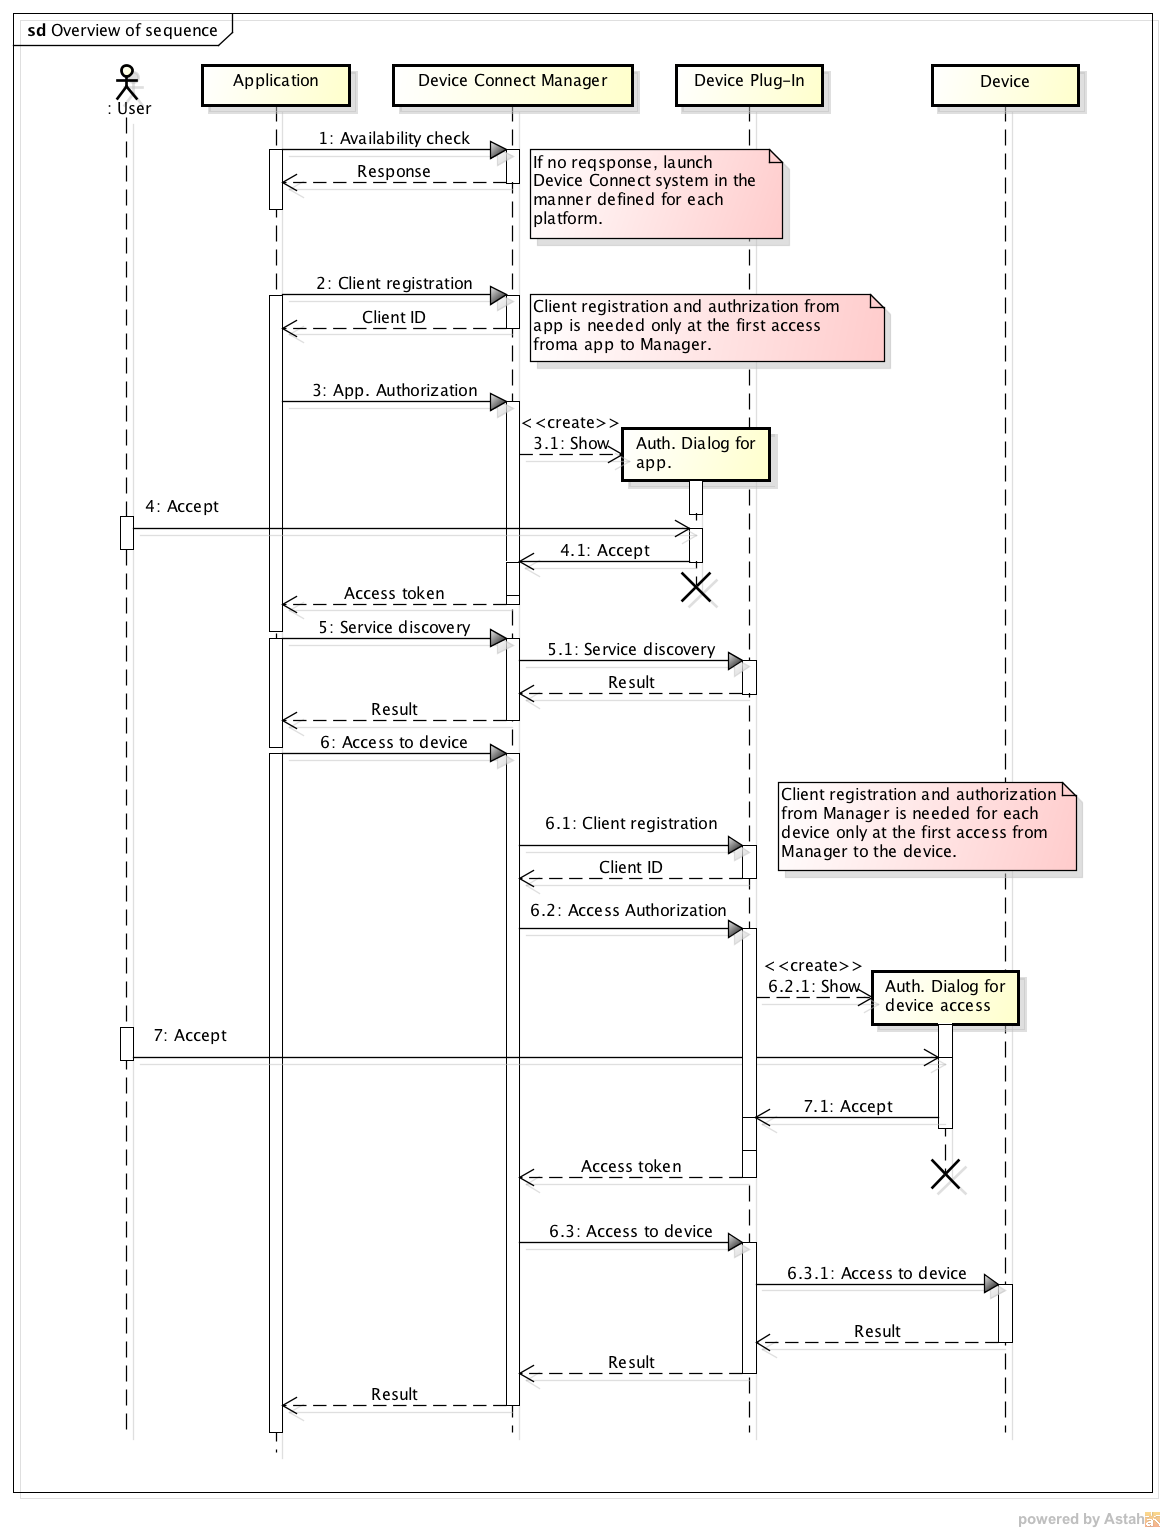 sd Overview of sequence
: User
Application
Device Connect Manager
Device Plug-In
Device
1: Availability check
Response
If no reqsponse, launch
Device Connect system in the
manner defined for each
platform.
2: Client registration
Client ID
Client registration and authrization from
app is needed only at the first access
froma app to Manager.
3: App. Authorization
<<create>>
3.1: Show
Auth. Dialog for
app.
4: Accept
4.1: Accept
Access token
5: Service discovery
5.1: Service discovery
Result
Result
6: Access to device
Client registration and authorization
from Manager is needed for each
device only at the first access from
Manager to the device.
6.1: Client registration
Client ID
6.2: Access Authorization
<<create>>
6.2.1: Show
Auth. Dialog for
device access
7: Accept
7.1: Accept
Access token
6.3: Access to device
6.3.1: Access to device
Result
Result
Result
powered by Astah